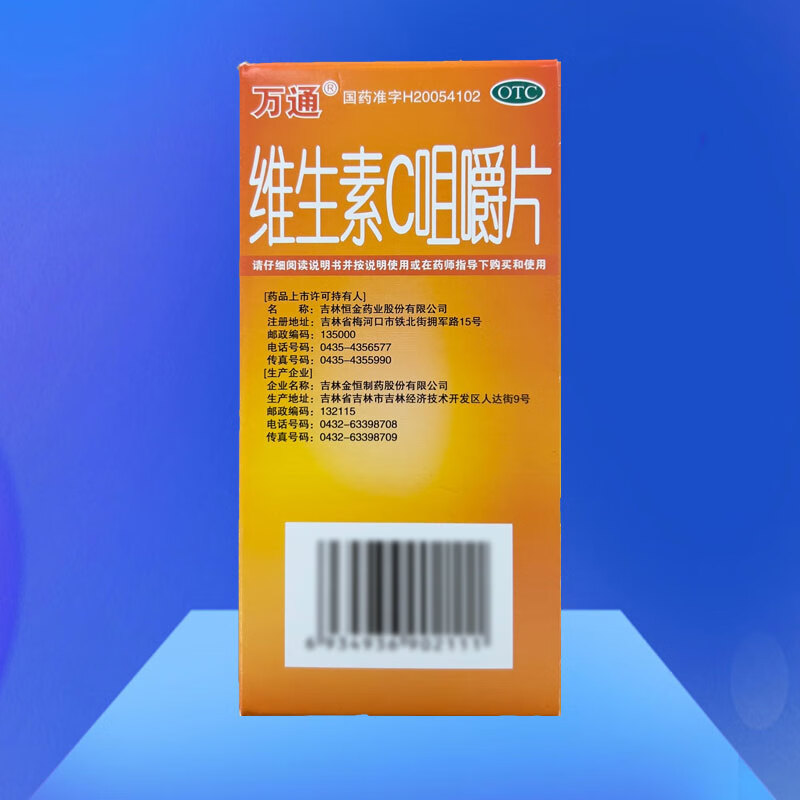 万通® 国药准字H20054102 OTC
维生素C咀嚼片
请仔细阅读说明书并按说明使用或在药师指导下购买和使用
[药品上市许可持有人]
名　　称：吉林恒金药业股份有限公司
注册地址：吉林省梅河口市铁北街拥军路15号
邮政编码：135000
电话号码：0435-4356577
传真号码：0435-4355990
[生产企业]
企业名称：吉林金恒制药股份有限公司
生产地址：吉林省吉林市吉林经济技术开发区人达街9号
邮政编码：132115
电话号码：0432-63398708
传真号码：0432-63398709
6 934936 902111